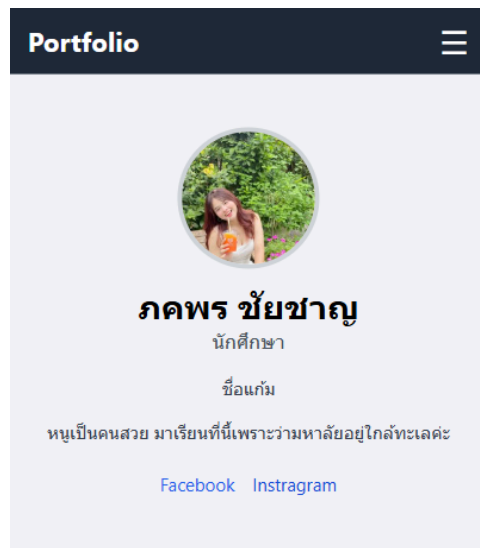 Portfolio
ภคพร ชัยชาญ
นักศึกษา
ชื่อแก้ม
หนูเป็นคนสวย มาเรียนที่นี้เพราะว่ามหาลัยอยู่ใกล้ทะเลค่ะ
Facebook Instragram